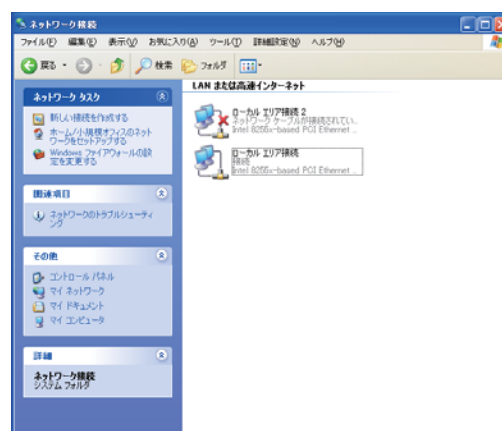 ネットワーク接続
ファイル(F) 編集(E) 表示(V) お気に入り(A) ツール(T) 詳細設定(N) ヘルプ(H)
戻る 検索 フォルダ
ネットワーク タスク
新しい接続を作成する
ホーム/小規模オフィスのネット
ワークをセットアップする
Windows ファイアウォールの設
定を変更する
関連項目
ネットワークのトラブルシューティ
ング
その他
コントロール パネル
マイ ネットワーク
マイ ドキュメント
マイ コンピュータ
詳細
ネットワーク接続
システム フォルダ
LAN または高速インターネット
ローカル エリア接続 2
ネットワーク ケーブルが接続されてい...
Intel 8255x-based PCI Ethernet ...
ローカル エリア接続
接続
Intel 8255x-based PCI Ethernet ...